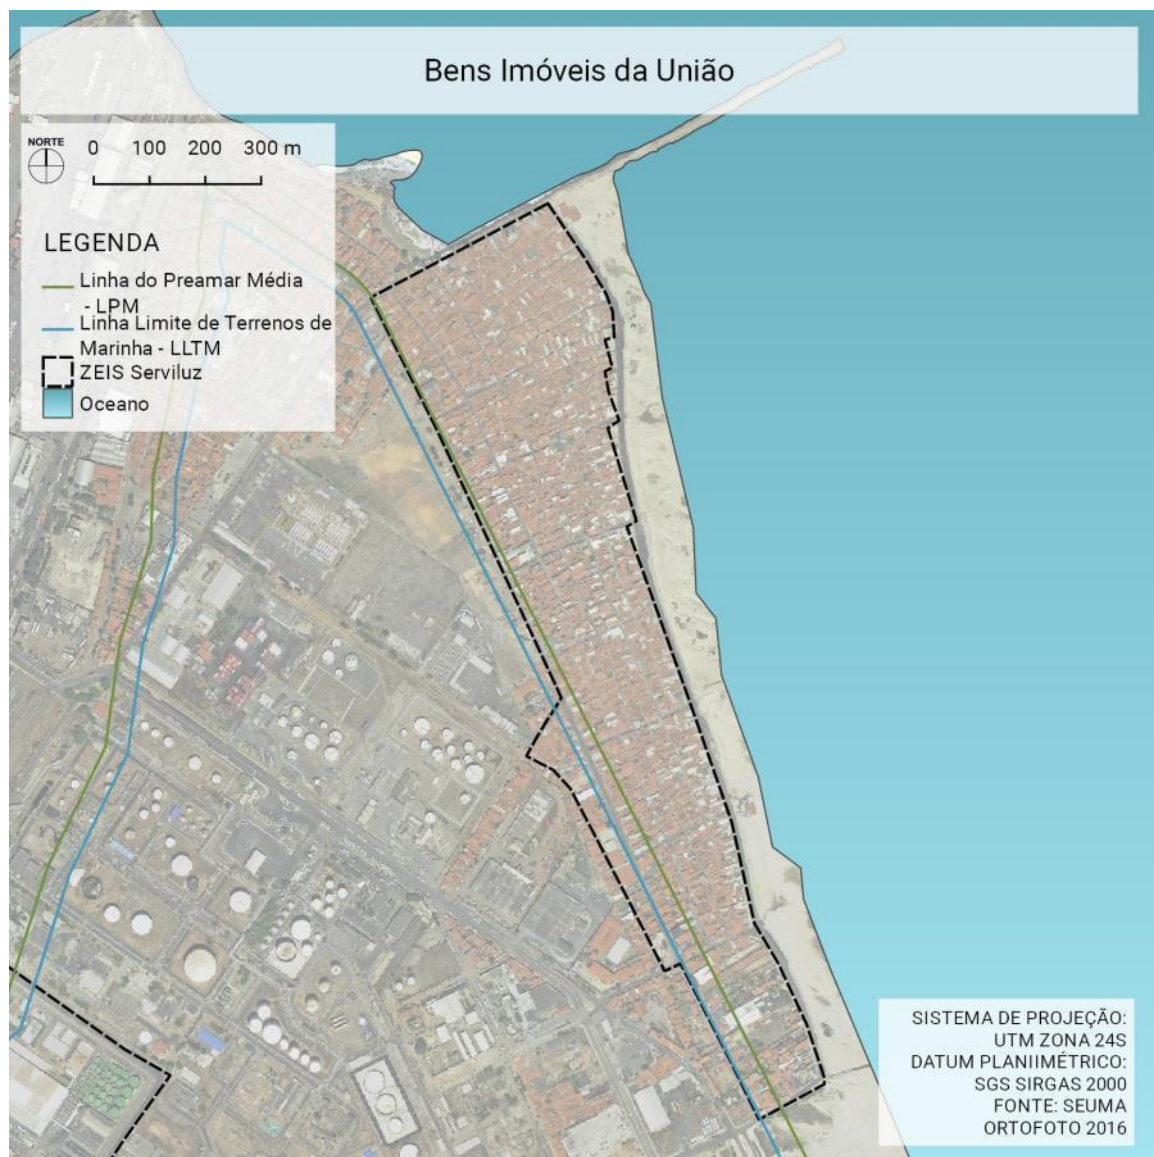 Bens Imóveis da União
NORTE
0 100 200 300 m
LEGENDA
Linha do Preamar Média
- LPM
Linha Limite de Terrenos de
Marinha - LLTM
ZEIS Serviluz
Oceano
SISTEMA DE PROJEÇÃO:
UTM ZONA 24S
DATUM PLANIIMÉTRICO:
SGS SIRGAS 2000
FONTE: SEUMA
ORTOFOTO 2016